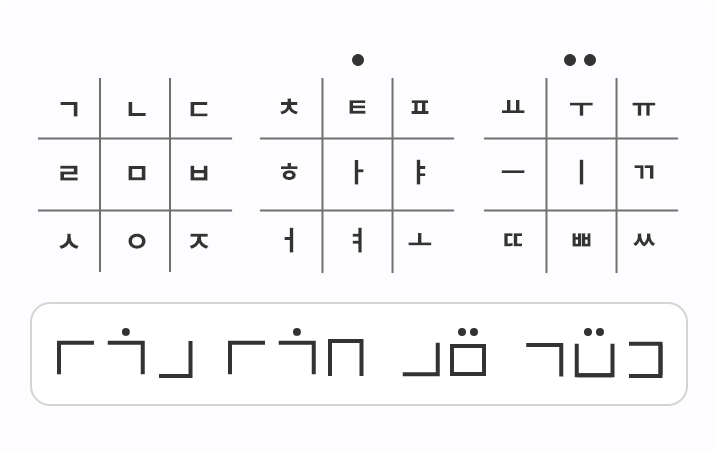 ㄱ ㄴ ㄷ ㅊ ㅌ ㅍ ㅛ ㅜ ㅠ
ㄹ ㅁ ㅂ ㅎ ㅏ ㅑ ㅡ ㅣ ㄲ
ㅅ ㅇ ㅈ ㅓ ㅕ ㅗ ㄸ ㅃ ㅆ